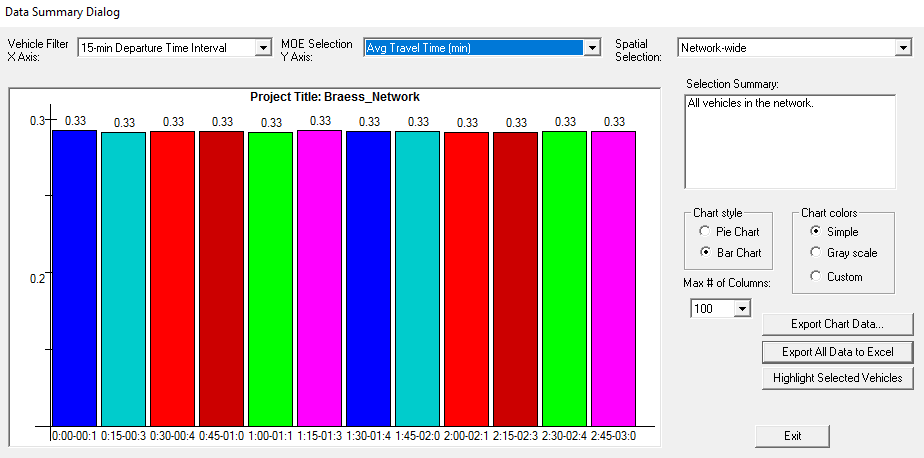 Data Summary Dialog
Vehicle Filter
X Axis:
15-min Departure Time Interval
MOE Selection
Y Axis:
Avg Travel Time (min)
Spatial
Selection:
Network-wide
Project Title: Braess_Network
0.3
0.2
0.33 0.33 0.33 0.33 0.33 0.33 0.33 0.33 0.33 0.33 0.33 0.33
0:00-00:1 0:15-00:3 0:30-00:4 0:45-01:0 1:00-01:1 1:15-01:3 1:30-01:4 1:45-02:0 2:00-02:1 2:15-02:3 2:30-02:4 2:45-03:0
Selection Summary:
All vehicles in the network.
Chart style
Pie Chart
Bar Chart
Chart colors
Simple
Gray scale
Custom
Max # of Columns:
100
Export Chart Data...
Export All Data to Excel
Highlight Selected Vehicles
Exit